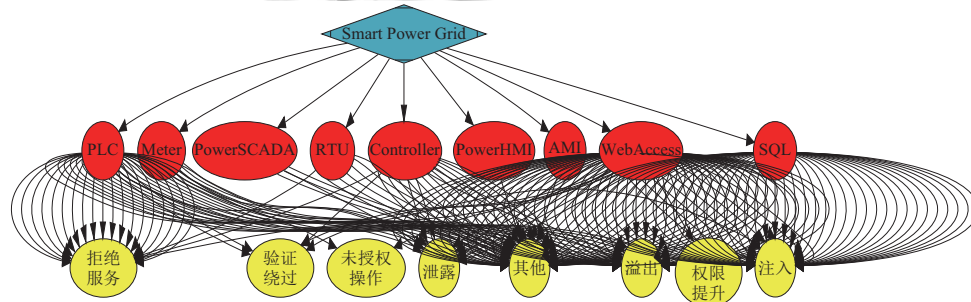 Smart Power Grid
PLC
Meter
PowerSCADA
RTU
Controller
PowerHMI
AMI
WebAccess
SQL
拒绝
服务
验证
绕过
未授权
操作
泄露
其他
溢出
权限
提升
注入